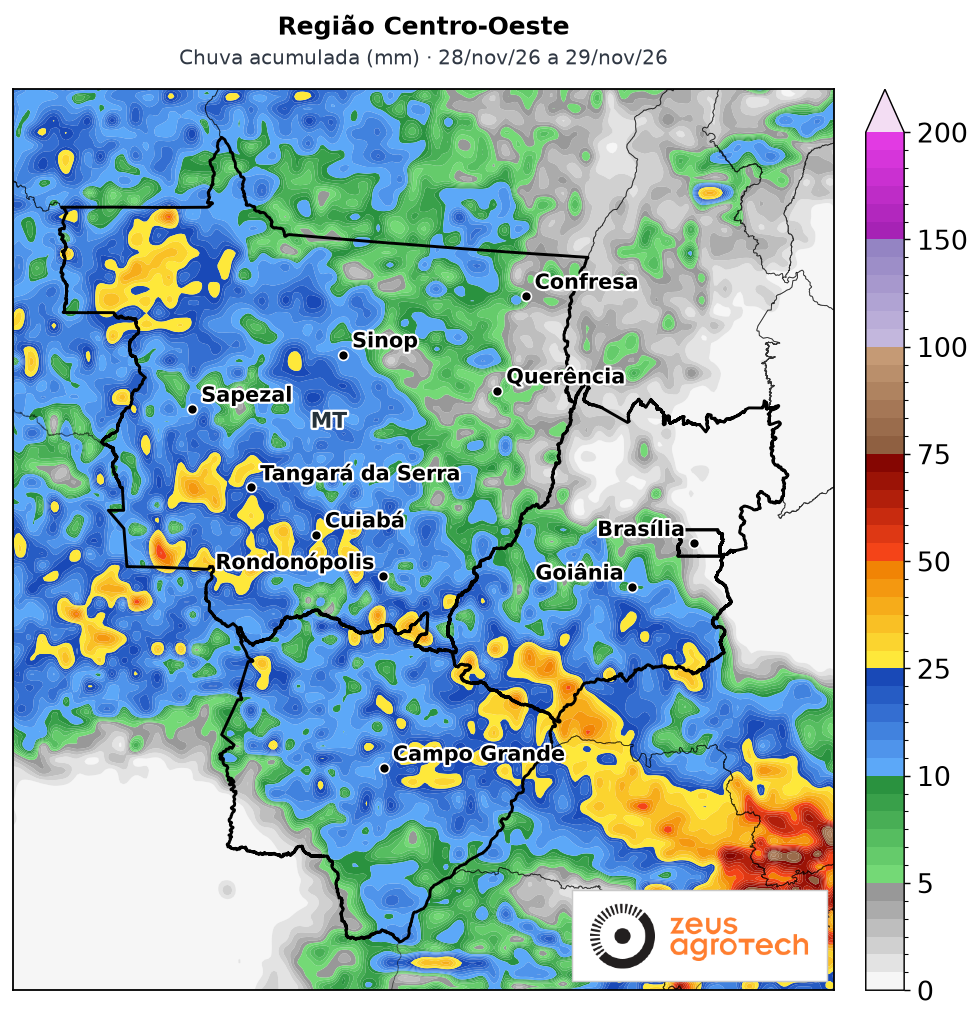 Região Centro-Oeste
Chuva acumulada (mm) · 28/nov/26 a 29/nov/26
Confresa
Sinop
Querência
Sapezal
MT
Tangará da Serra
Cuiabá
Brasília
Rondonópolis
Goiânia
Campo Grande
zeus
agrotech
200
150
100
75
50
25
10
5
0